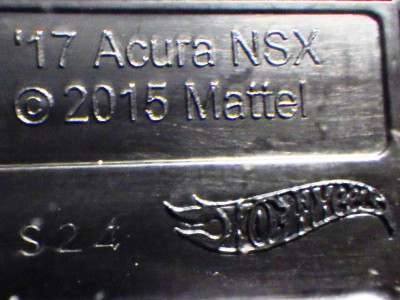 '17 Acura NSX
© 2015 Mattel
S24
Hot Wheels